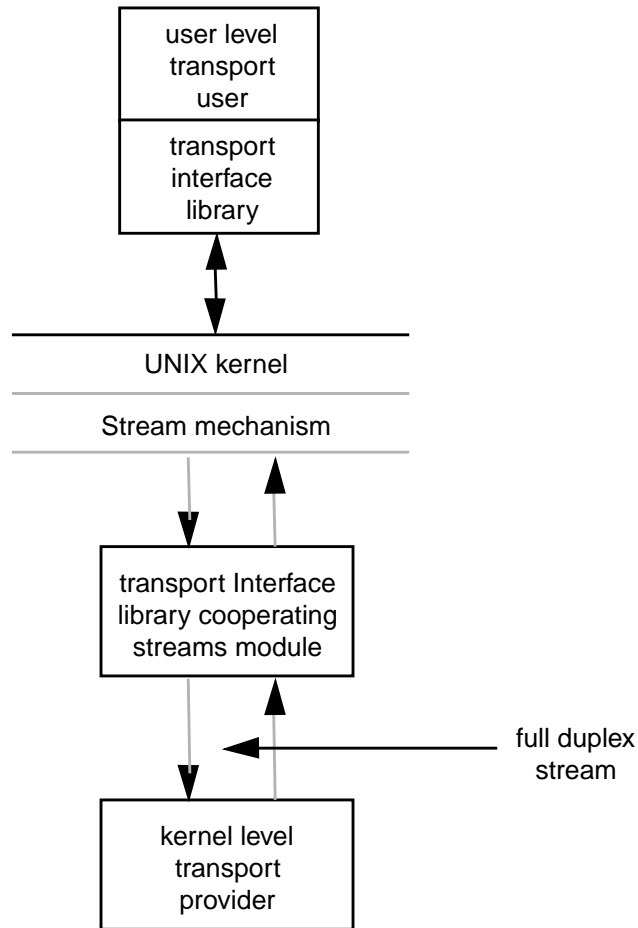 user level
transport
user
transport
interface
library
UNIX kernel
Stream mechanism
transport Interface
library cooperating
streams module
full duplex
stream
kernel level
transport
provider